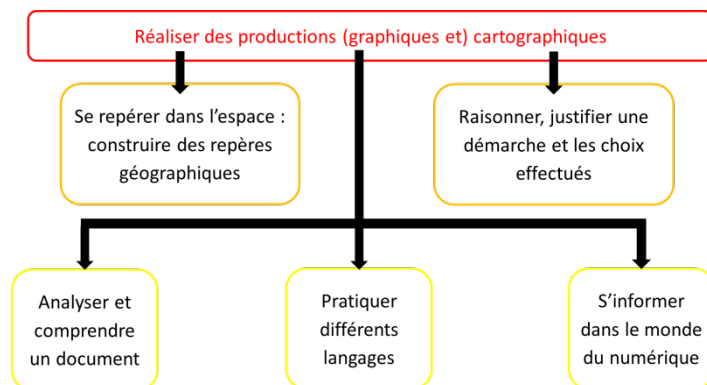 Réaliser des productions (graphiques et) cartographiques
Se repérer dans l’espace :
construire des repères
géographiques
Raisonner, justifier une
démarche et les choix
effectués
Analyser et
comprendre
un document
Pratiquer
différents
langages
S’informer
dans le monde
du numérique